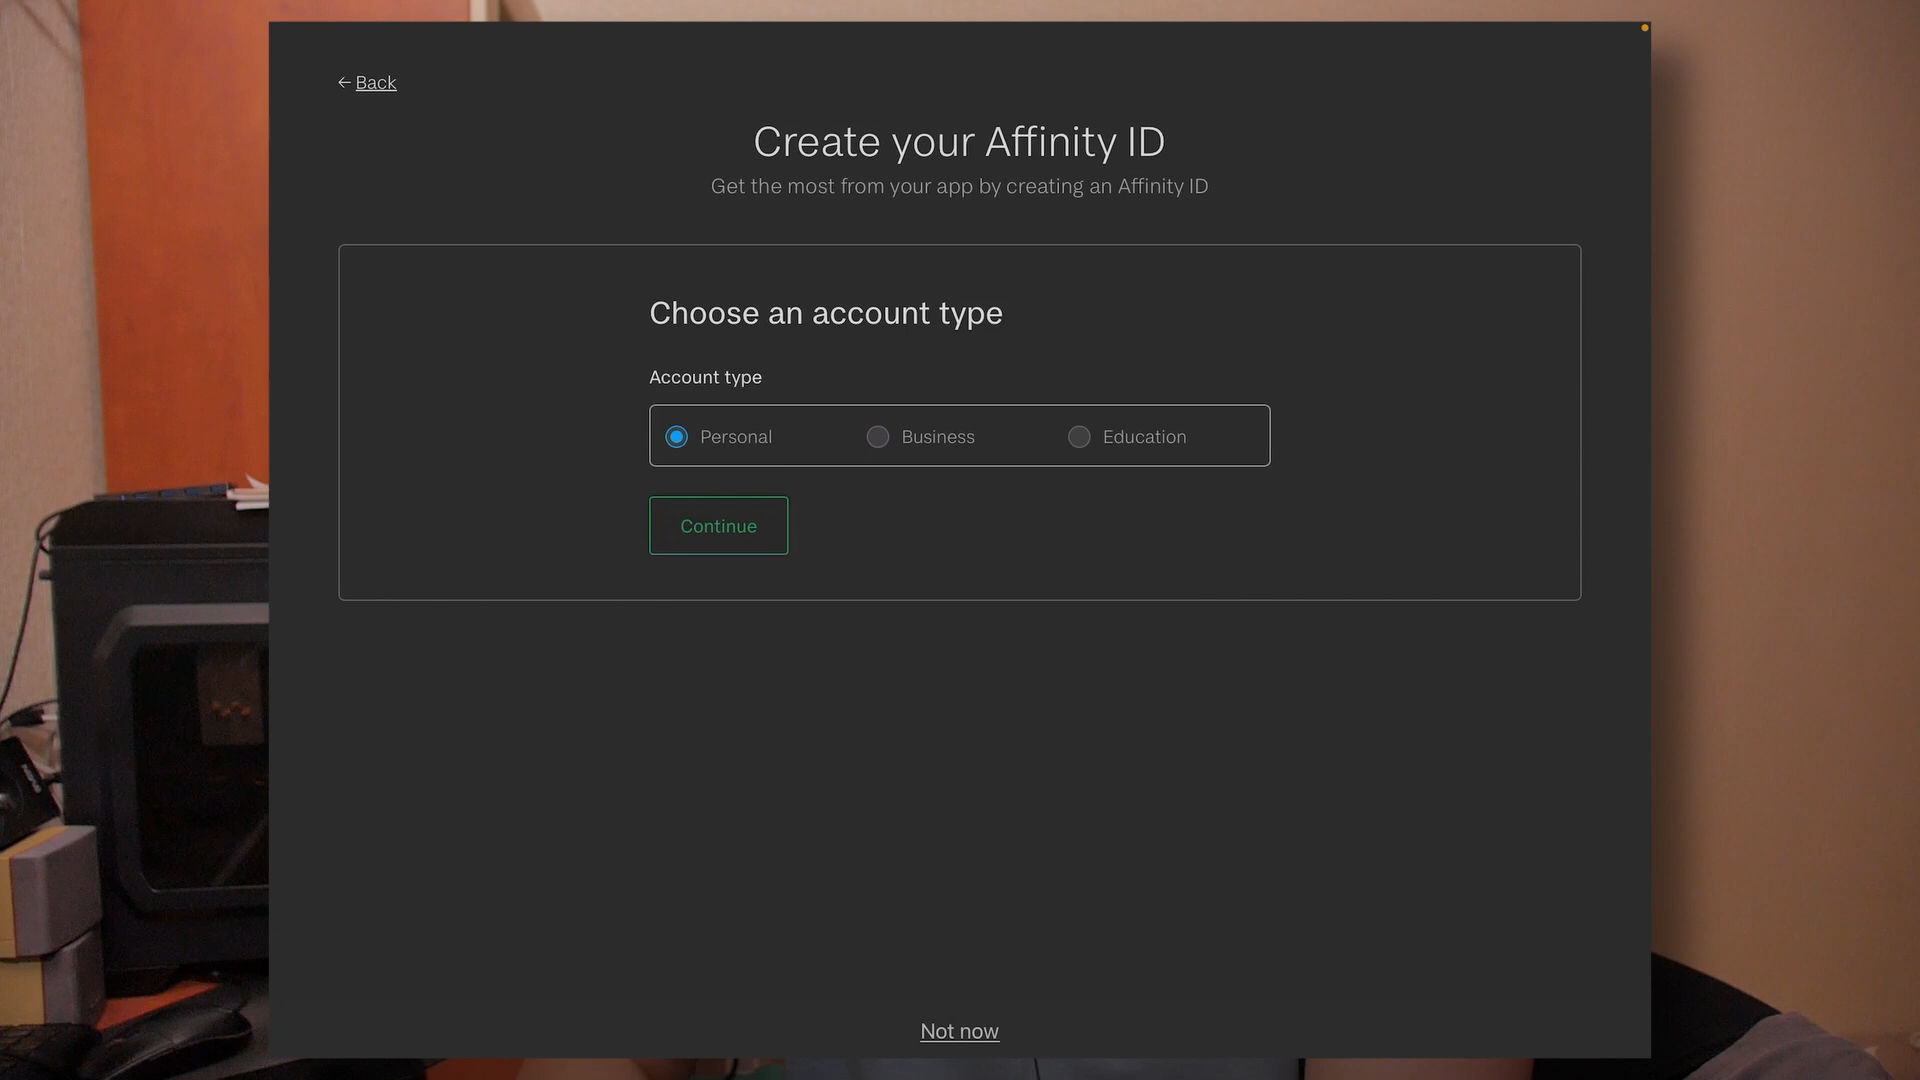 ← Back
Create your Affinity ID
Get the most from your app by creating an Affinity ID
Choose an account type
Account type
Personal Business Education
Continue
Not now